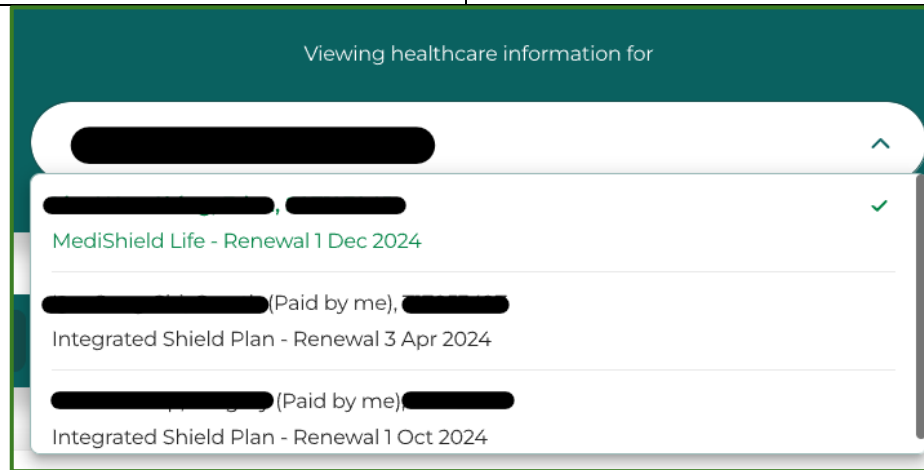 Viewing healthcare information for
MediShield Life - Renewal 1 Dec 2024
(Paid by me),
Integrated Shield Plan - Renewal 3 Apr 2024
(Paid by me),
Integrated Shield Plan - Renewal 1 Oct 2024